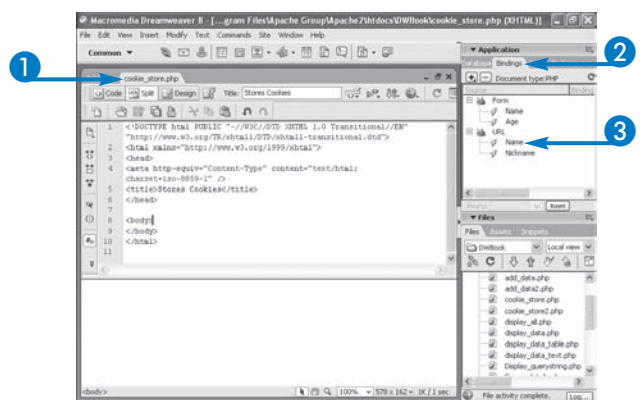 Macromedia Dreamweaver 8 - [...gram Files\Apache Group\Apache2\htdocs\DWBook\cookie_store.php (XHTML)]
File Edit View Insert Modify Text Commands Site Window Help
Common
Application
1
2
cookie_store.php
Database Bindings
Code Split Design Title: Stores Cookies
Document type:PHP
Source Binding
Form
Name
Age
URL
Name
3
Nickname
1 <!DOCTYPE html PUBLIC "-//W3C//DTD XHTML 1.0 Transitional//EN"
"http://www.w3.org/TR/xhtml1/DTD/xhtml1-transitional.dtd">
2 <html xmlns="http://www.w3.org/1999/xhtml">
3 <head>
4 <meta http-equiv="Content-Type" content="text/html;
charset=iso-8859-1" />
5 <title>Stores Cookies</title>
6 </head>
7
8 <body>
9 </body>
10 </html>
11
Insert
Files
Files Assets Snippets
DWBook Local view
add_data.php
add_data2.php
cookie_store.php
cookie_store2.php
display_all.php
display_data.php
display_data_table.php
display_data_text.php
Display_querystring.php
<body> 100% 578 x 162 1K / 1 sec
File activity complete. Log...